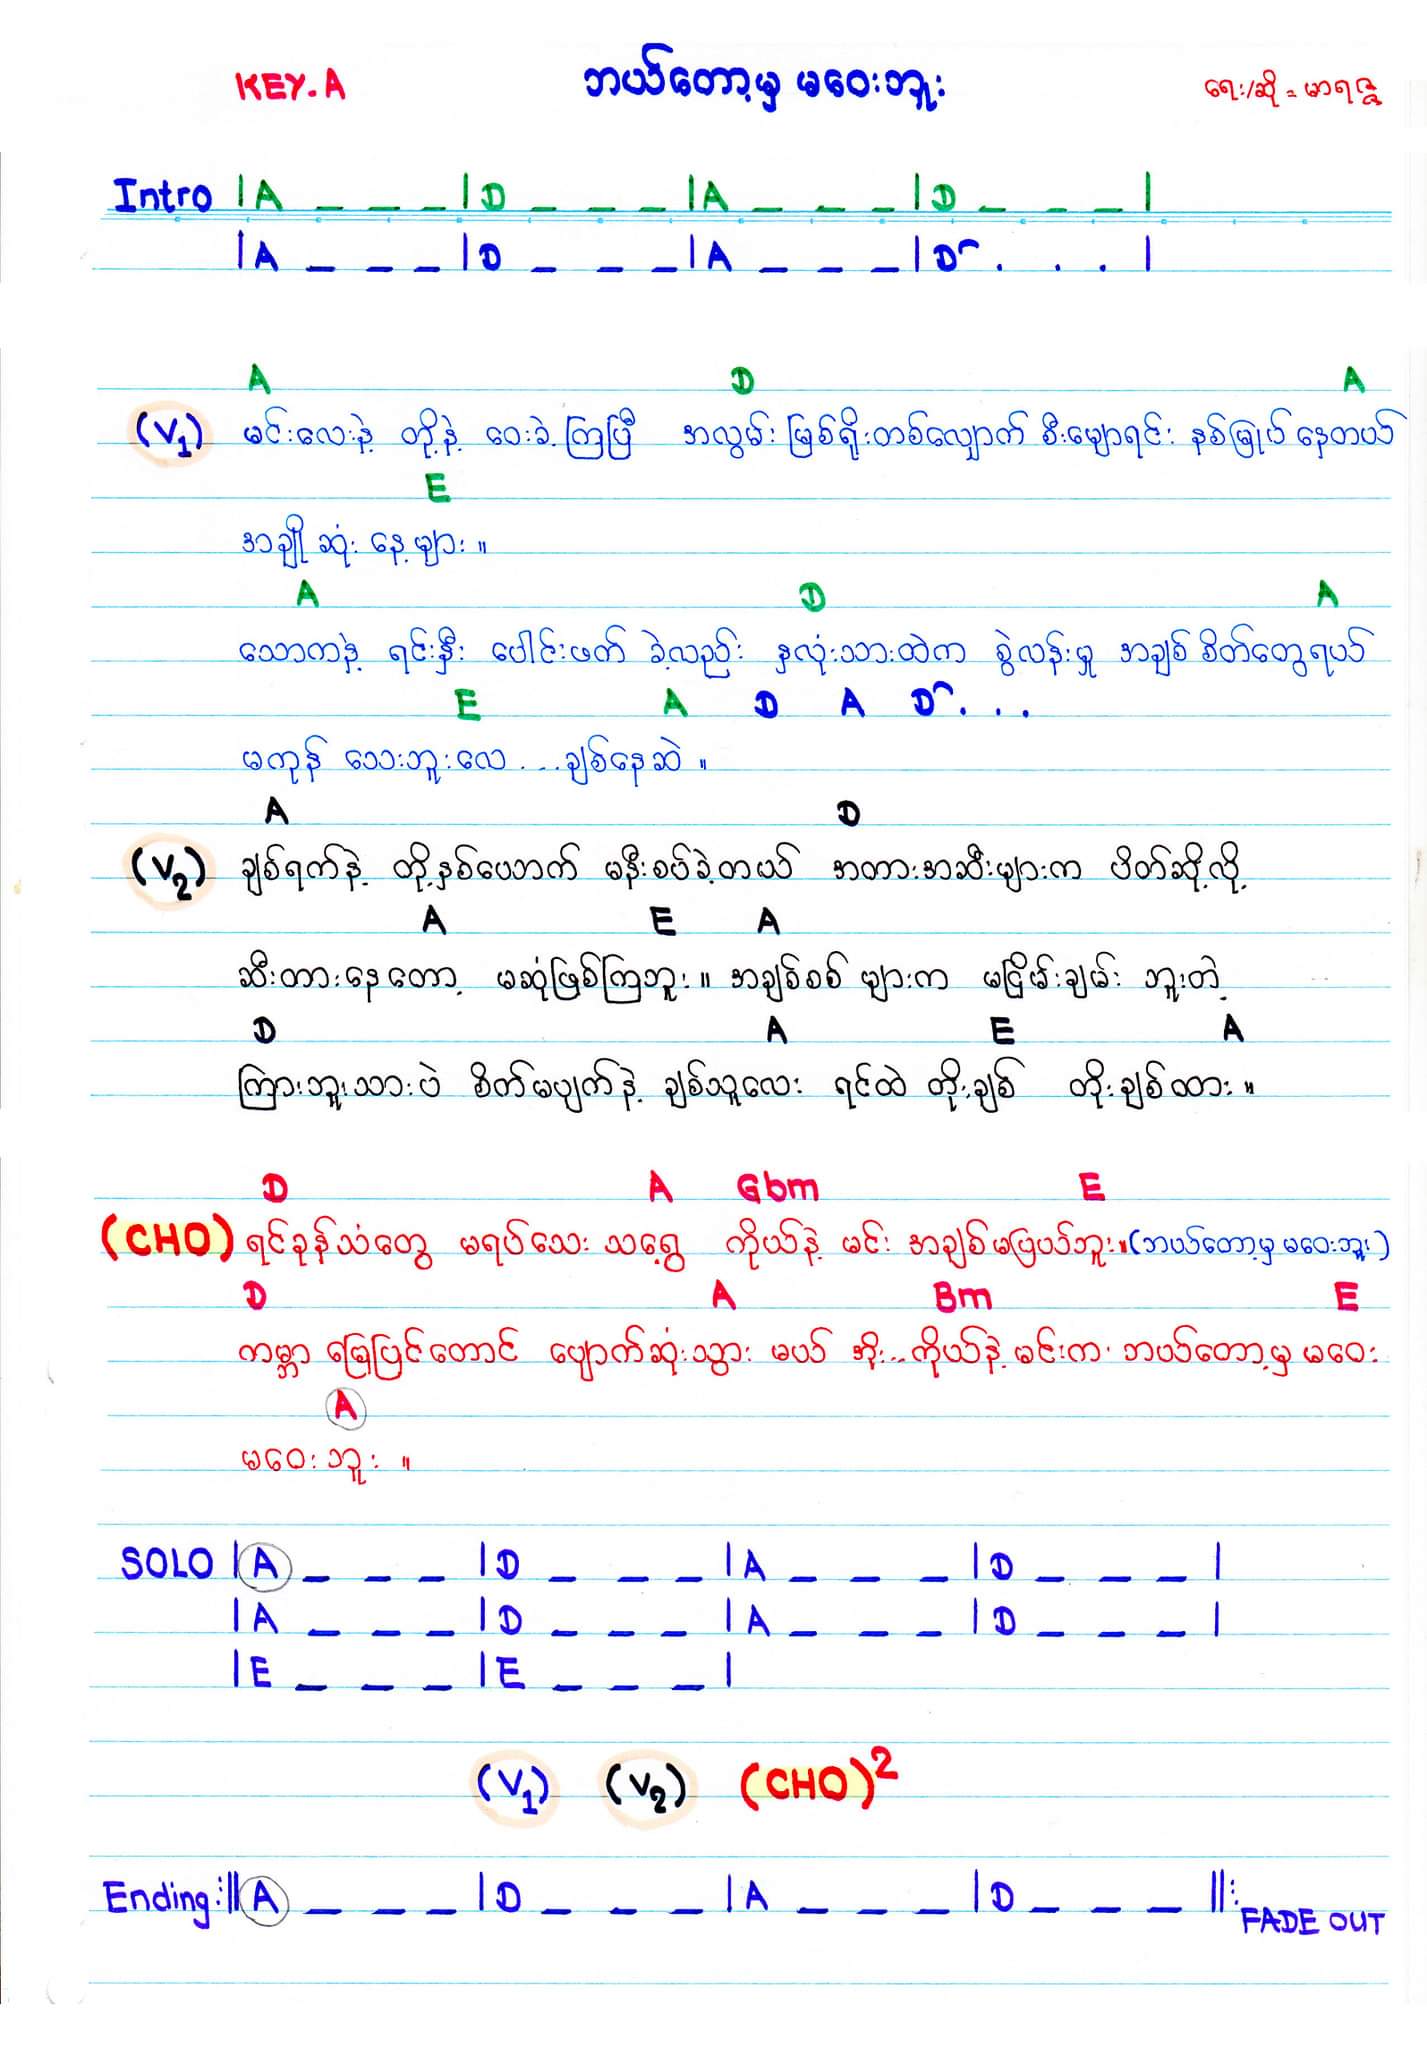 KEY.A ဘယ်တော့မှ မဝေးဘူး ရေး/ဆို = မာရဇ္ဇ
Intro |A _ _ _ |D _ _ _ |A _ _ _ |D _ _ _ |
|A _ _ _ |D _ _ _ |A _ _ _ |D . . . |
A D A
(V1) မင်းလေးနဲ့ တို့နဲ့ ဝေးခဲ့ကြပြီ အလွမ်းမြစ်ရိုးတစ်လျှောက် စီးမျောရင်း နစ်မြုပ်နေတယ်
E
အချိုဆုံးနေ့များ။
A D A
သောကနဲ့ ရင်းနှီး ပေါင်းဖက်ခဲ့လည်း နှလုံးသားထဲက စွဲလန်းမှု အချစ်စိတ်တွေရယ်
E A D A D . . .
မကုန်သေးဘူးလေ ...ချစ်နေဆဲ။
A D
(V2) ချစ်ရက်နဲ့ တို့နှစ်ယောက် မနီးစပ်ခဲ့တယ် အတားအဆီးများက ပိတ်ဆို့လို့
A E A
ဆီးတားနေတော့ မဆုံဖြစ်ကြဘူး။ အချစ်စစ်များက မငြိမ်းချမ်းဘူးတဲ့
D A E A
ကြားဘူးသားပဲ စိတ်မပျက်နဲ့ ချစ်သူလေး ရင်ထဲ တိုးချစ် တိုးချစ်ထား။
D A Gbm E
(CHO) ရင်ခုန်သံတွေ မရပ်သေးသရွေ့ ကိုယ်နဲ့ မင်း အချစ်မပြယ်ဘူး။(ဘယ်တော့မှ မဝေးဘူး)
D A Bm E
ကမ္ဘာမြေပြင်တောင် ပျောက်ဆုံးသွားမယ် အိုး..ကိုယ်နဲ့ မင်းက ဘယ်တော့မှ မဝေး
A
မဝေးဘူး။
SOLO |A _ _ _ |D _ _ _ |A _ _ _ |D _ _ _ |
|A _ _ _ |D _ _ _ |A _ _ _ |D _ _ _ |
|E _ _ _ |E _ _ _ |
(V1) (V2) (CHO)2
Ending :||A _ _ _ |D _ _ _ |A _ _ _ |D _ _ _ ||: FADE OUT